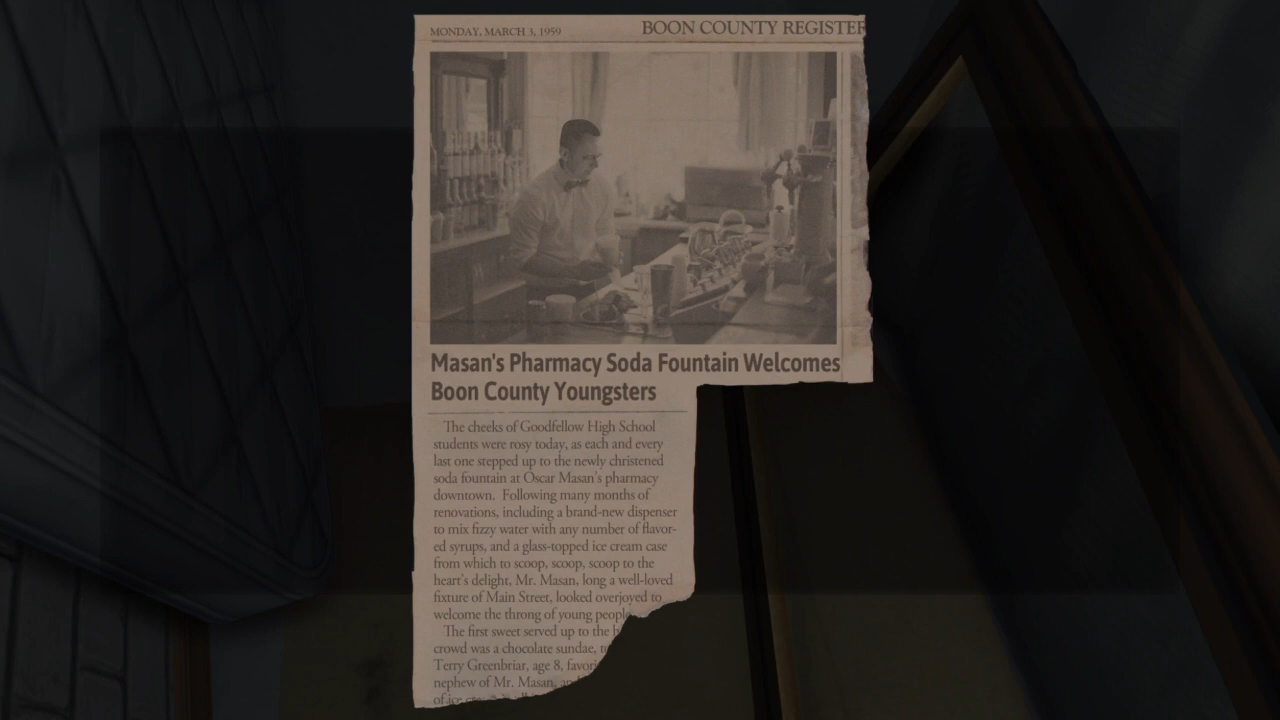 MONDAY, MARCH 3, 1959
BOON COUNTY REGISTER
Masan's Pharmacy Soda Fountain Welcomes
Boon County Youngsters
The cheeks of Goodfellow High School
students were rosy today, as each and every
last one stepped up to the newly christened
soda fountain at Oscar Masan's pharmacy
downtown. Following many months of
renovations, including a brand-new dispenser
to mix fizzy water with any number of flavor-
ed syrups, and a glass-topped ice cream case
from which to scoop, scoop, scoop to the
heart's delight, Mr. Masan, long a well-loved
fixture of Main Street, looked overjoyed to
welcome the throng of young people
The first sweet served up to the
crowd was a chocolate sundae,
Terry Greenbriar, age 8,
nephew of Mr. Masan,
of ice